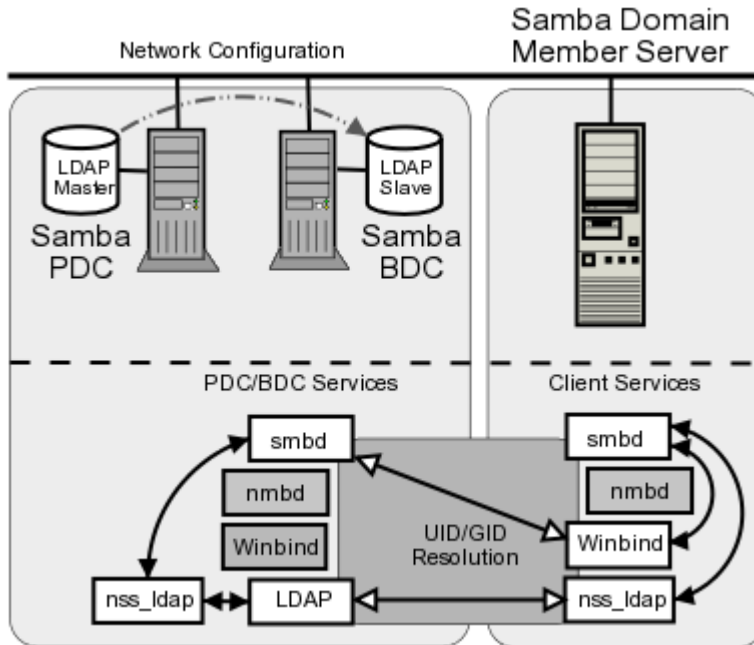 Network Configuration
Samba Domain
Member Server
LDAP
Master
LDAP
Slave
Samba
PDC
Samba
BDC
PDC/BDC Services
Client Services
smbd
nmbd
Winbind
nss_ldap
LDAP
UID/GID
Resolution
smbd
nmbd
Winbind
nss_ldap